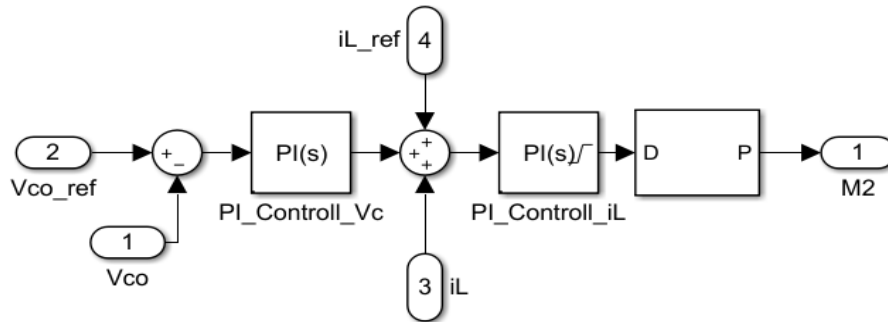 iL_ref
4
2
+
−
PI(s)
+
+
+
PI(s)
D
P
1
Vco_ref
PI_Controll_Vc
PI_Controll_iL
M2
1
Vco
3
iL